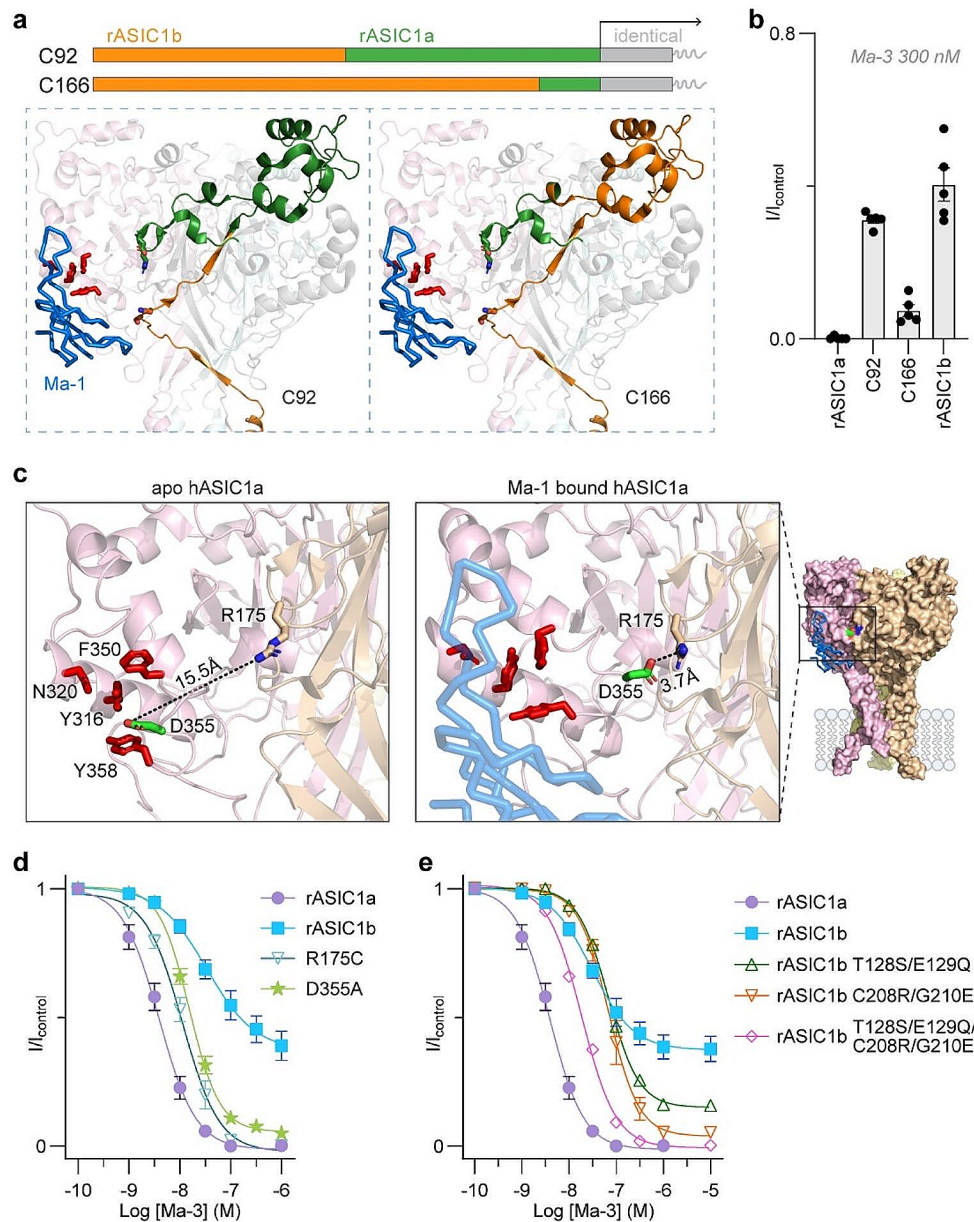 a
rASIC1b
rASIC1a
identical
C92
C166
Ma-1
C92
C166
b
0.8
Ma-3 300 nM
I/Icontrol
0.0
rASIC1a
C92
C166
rASIC1b
c
apo hASIC1a
Ma-1 bound hASIC1a
R175
F350
15.5Å
N320
Y316
D355
Y358
R175
D355
3.7Å
d
1
I/Icontrol
0
-10
-9
-8
-7
-6
Log [Ma-3] (M)
rASIC1a
rASIC1b
R175C
D355A
e
1
I/Icontrol
0
-10
-9
-8
-7
-6
-5
Log [Ma-3] (M)
rASIC1a
rASIC1b
rASIC1b T128S/E129Q
rASIC1b C208R/G210E
rASIC1b T128S/E129Q/
C208R/G210E